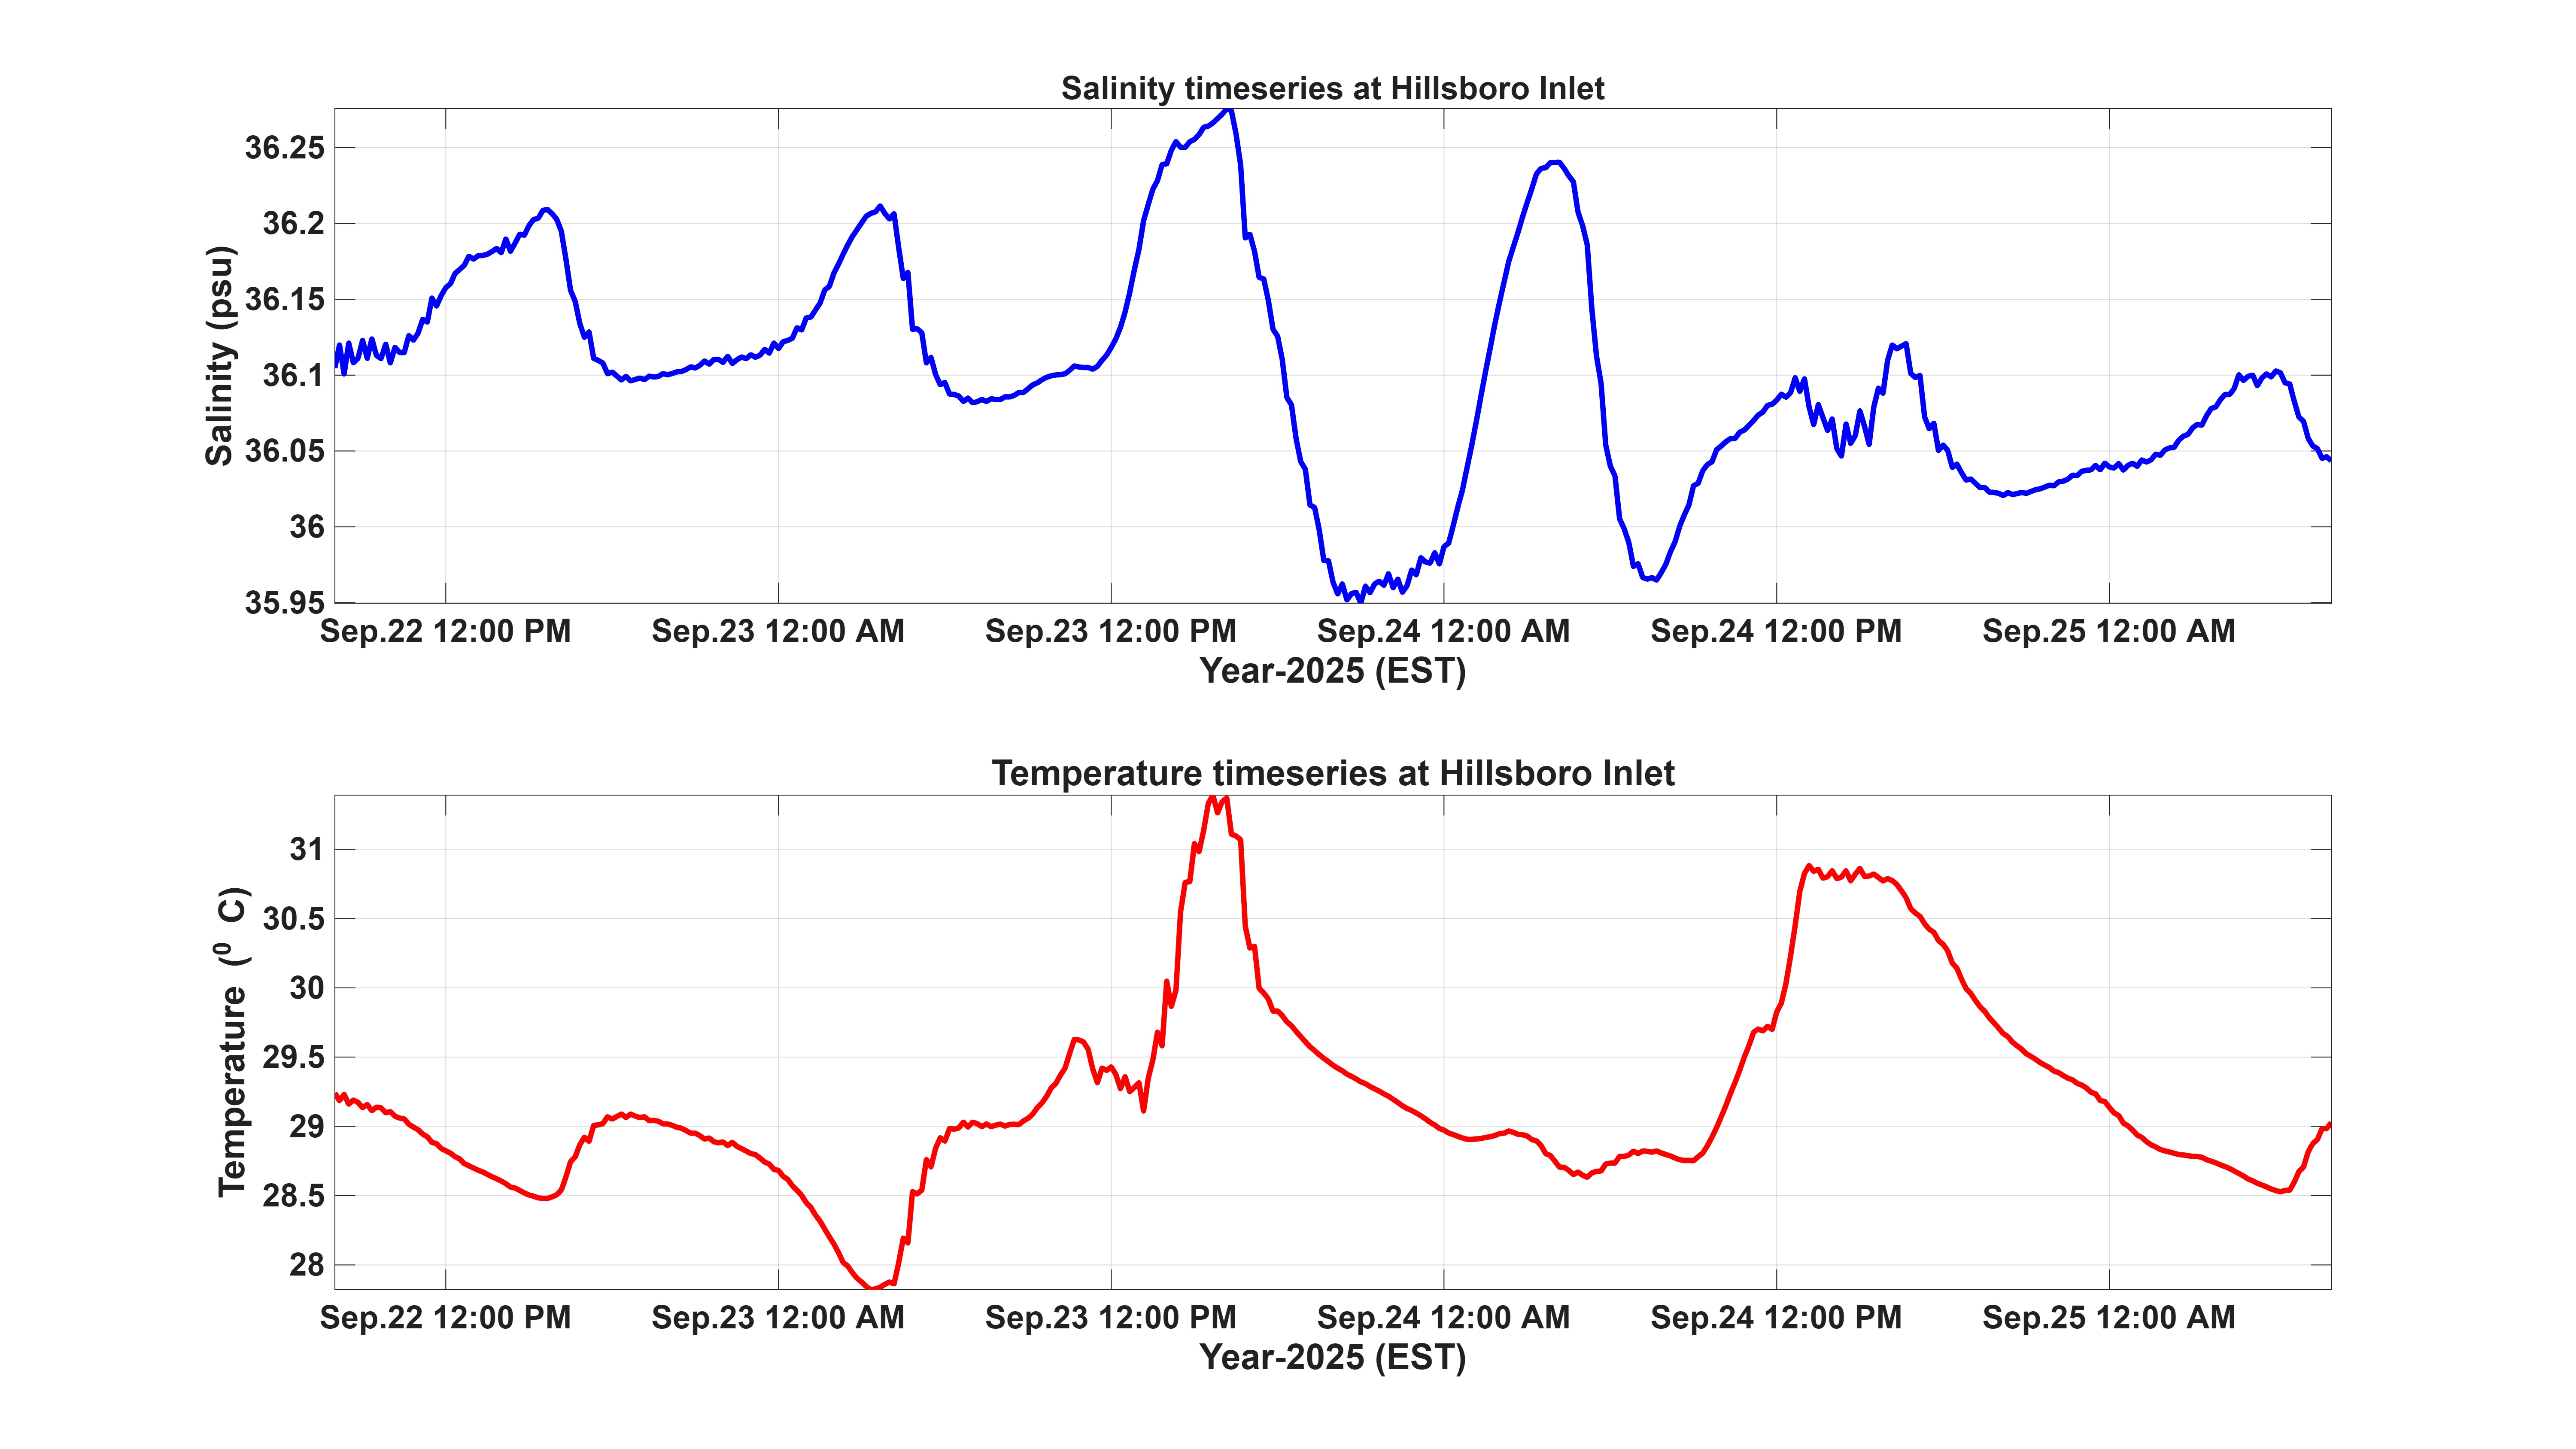 Salinity timeseries at Hillsboro Inlet
Salinity (psu)
36.25
36.2
36.15
36.1
36.05
36
35.95
Sep.22 12:00 PM Sep.23 12:00 AM Sep.23 12:00 PM Sep.24 12:00 AM Sep.24 12:00 PM Sep.25 12:00 AM
Year-2025 (EST)
Temperature timeseries at Hillsboro Inlet
Temperature (⁰ C)
31
30.5
30
29.5
29
28.5
28
Sep.22 12:00 PM Sep.23 12:00 AM Sep.23 12:00 PM Sep.24 12:00 AM Sep.24 12:00 PM Sep.25 12:00 AM
Year-2025 (EST)